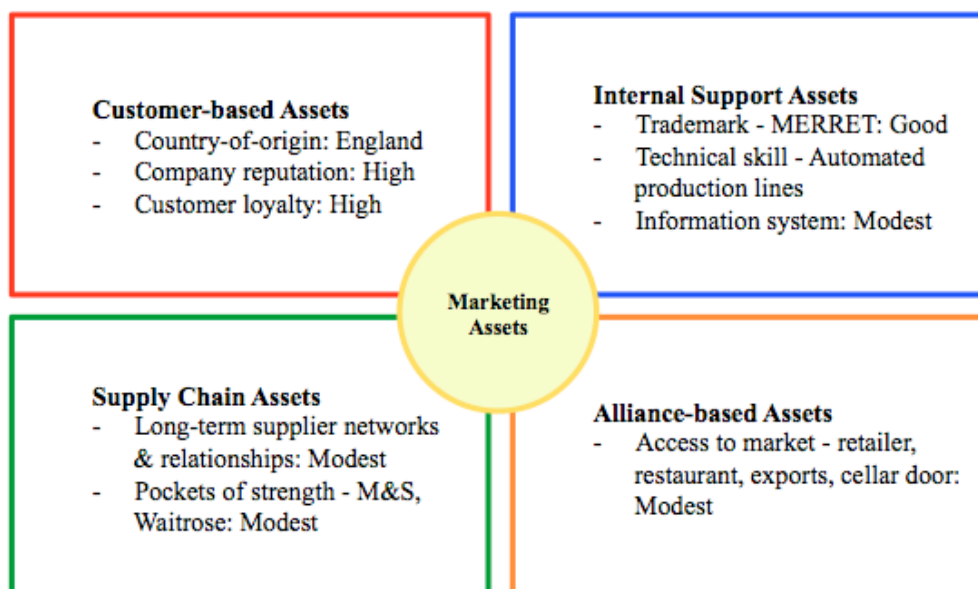 Customer-based Assets
- Country-of-origin: England
- Company reputation: High
- Customer loyalty: High
Internal Support Assets
- Trademark - MERRET: Good
- Technical skill - Automated
production lines
- Information system: Modest
Marketing
Assets
Supply Chain Assets
- Long-term supplier networks
& relationships: Modest
- Pockets of strength - M&S,
Waitrose: Modest
Alliance-based Assets
- Access to market - retailer,
restaurant, exports, cellar door:
Modest